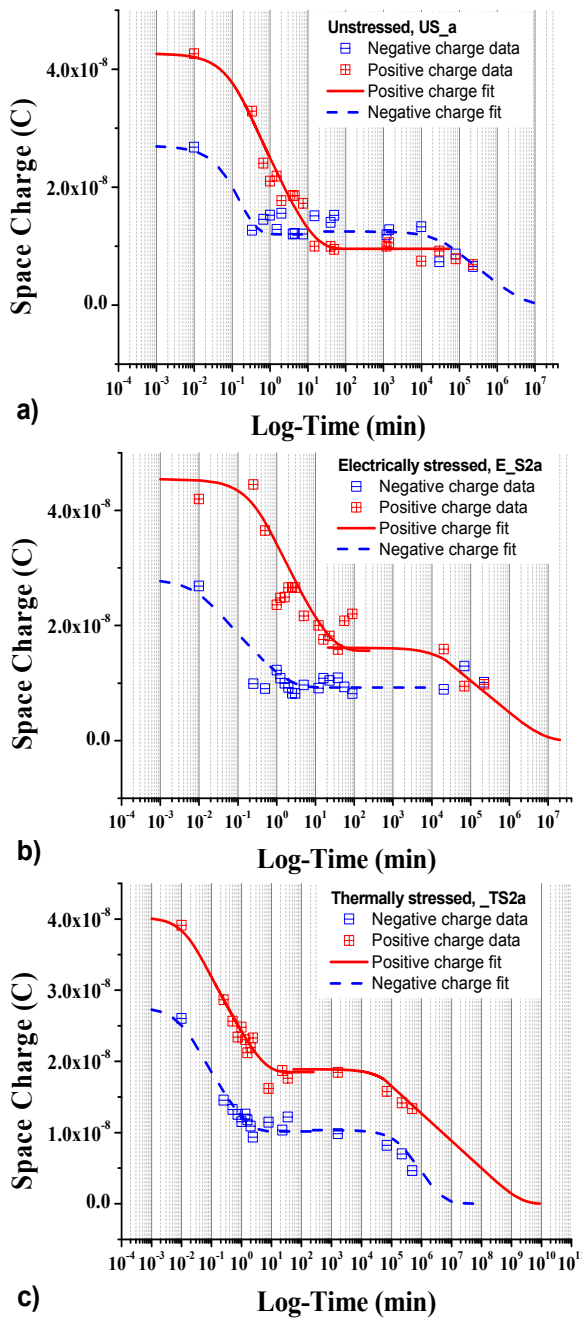 Unstressed, US_a
Negative charge data
Positive charge data
Positive charge fit
Negative charge fit
4.0x10⁻⁸
2.0x10⁻⁸
0.0
Space Charge (C)
10⁻⁴ 10⁻³ 10⁻² 10⁻¹ 10⁰ 10¹ 10² 10³ 10⁴ 10⁵ 10⁶ 10⁷
a)
Log-Time (min)
Electrically stressed, E_S2a
Negative charge data
Positive charge data
Positive charge fit
Negative charge fit
4.0x10⁻⁸
2.0x10⁻⁸
0.0
Space Charge (C)
10⁻⁴ 10⁻³ 10⁻² 10⁻¹ 10⁰ 10¹ 10² 10³ 10⁴ 10⁵ 10⁶ 10⁷
b)
Log-Time (min)
Thermally stressed, _TS2a
Negative charge data
Positive charge data
Positive charge fit
Negative charge fit
4.0x10⁻⁸
3.0x10⁻⁸
2.0x10⁻⁸
1.0x10⁻⁸
0.0
Space Charge (C)
10⁻⁴ 10⁻³ 10⁻² 10⁻¹ 10⁰ 10¹ 10² 10³ 10⁴ 10⁵ 10⁶ 10⁷ 10⁸ 10⁹ 10¹⁰ 10¹¹
c)
Log-Time (min)